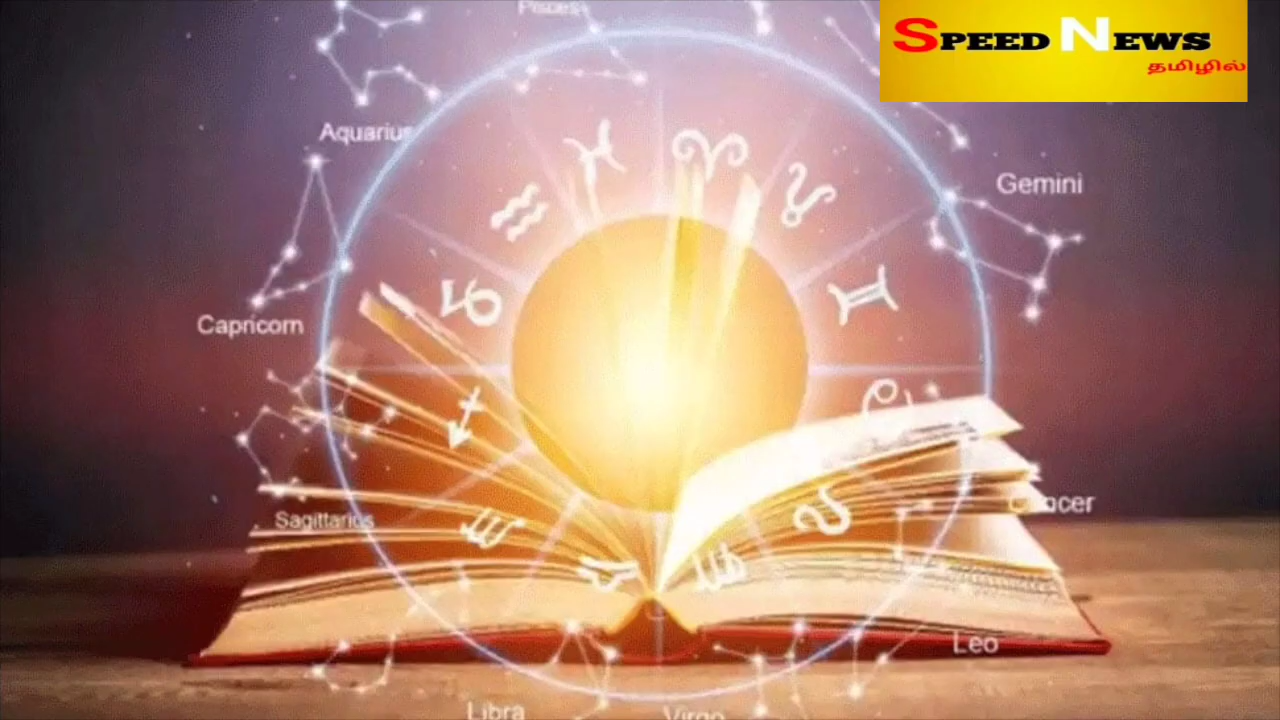 Pisces
SPEED NEWS
தமிழில்
Aquarius
Gemini
Capricorn
Cancer
Sagittarius
Leo
Libra
Virgo